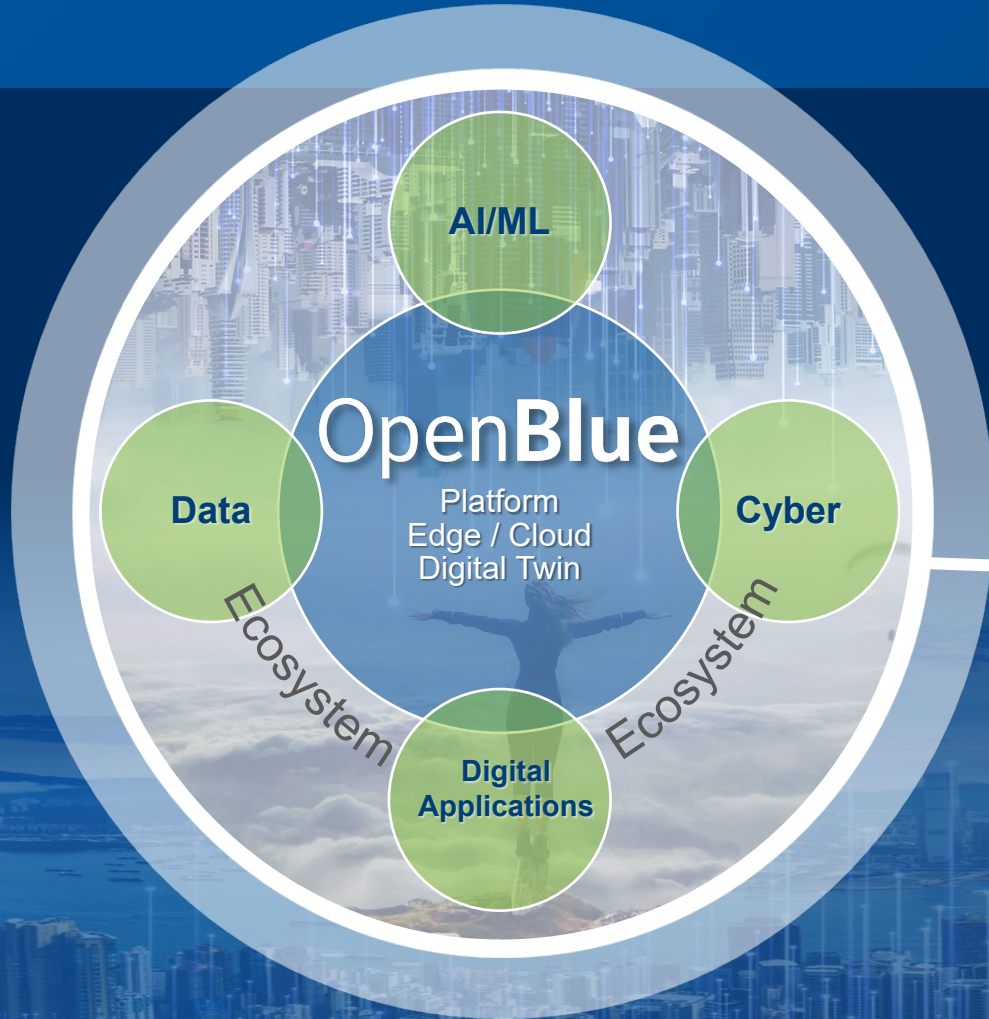 AI/ML
OpenBlue
Platform
Edge / Cloud
Digital Twin
Data
Cyber
Ecosystem
Ecosystem
Digital
Applications